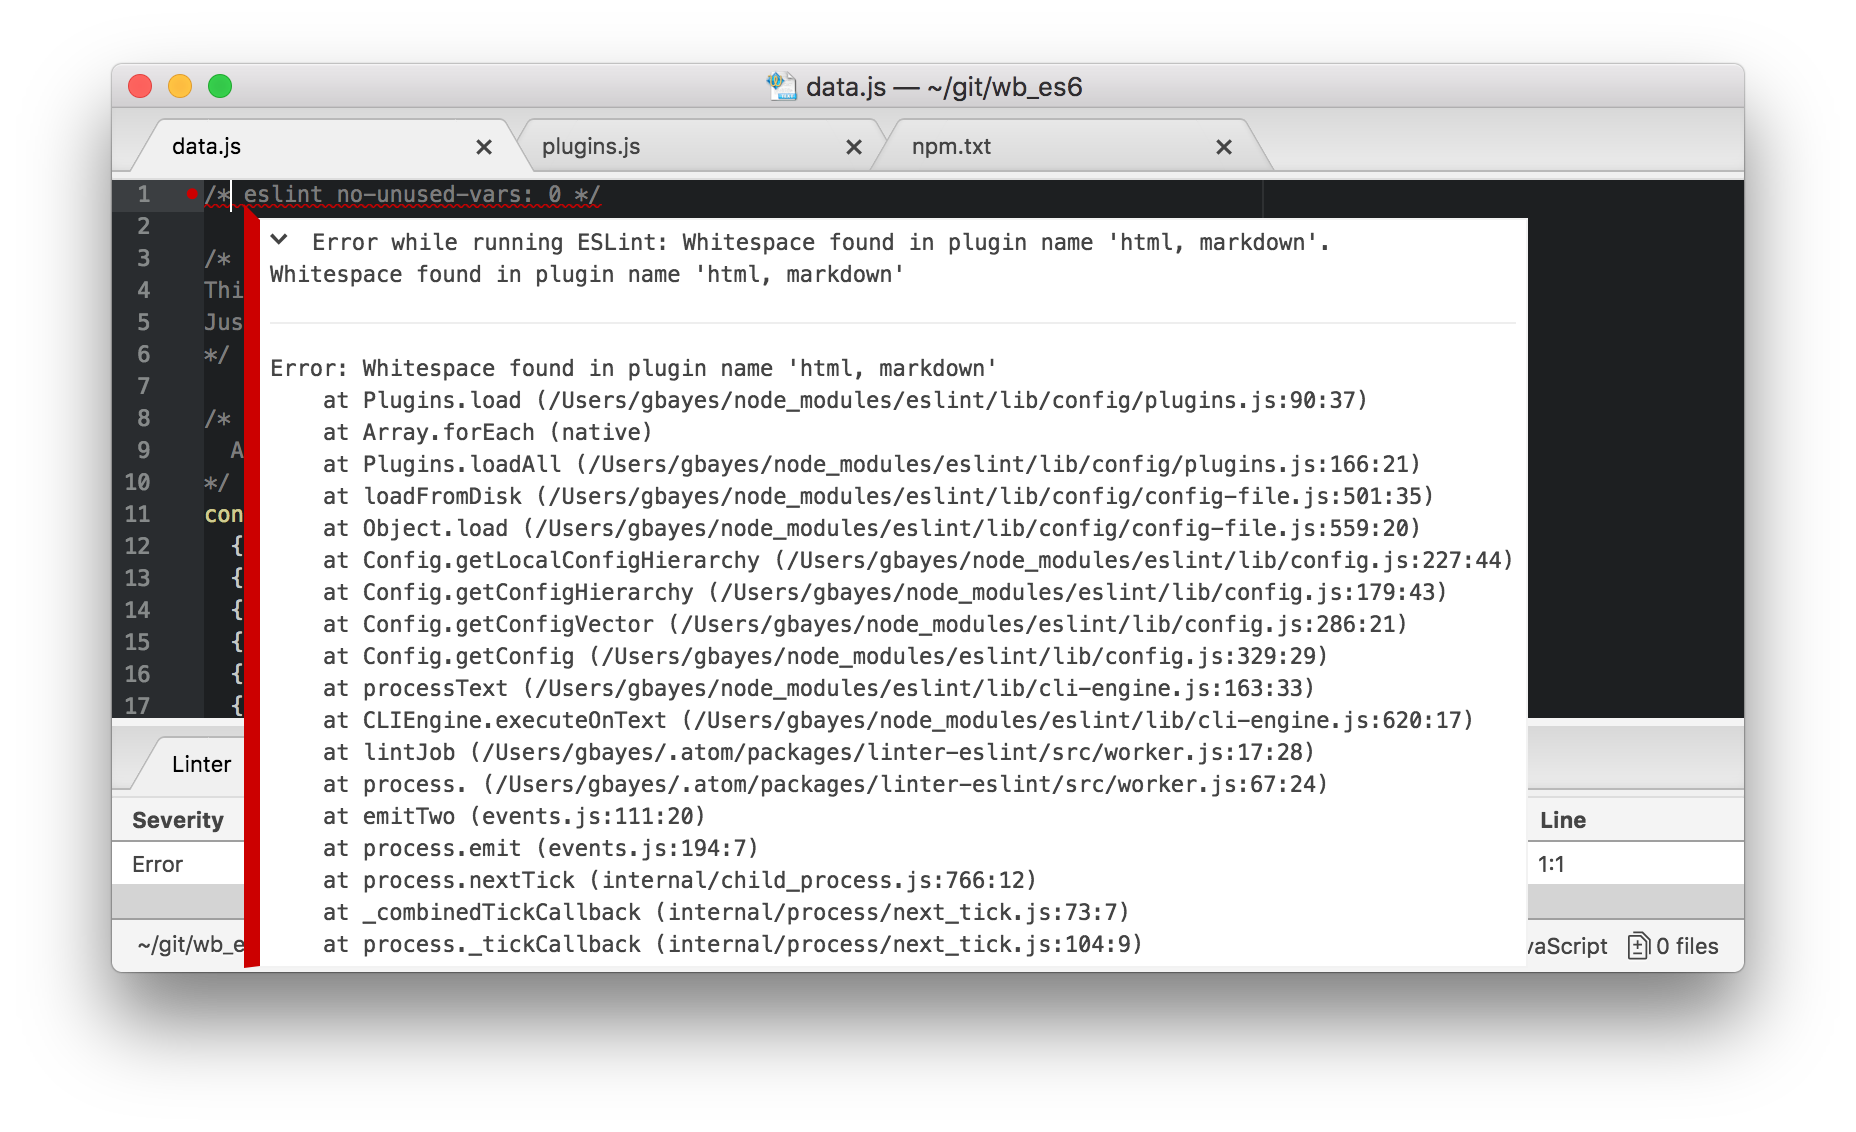 data.js — ~/git/wb_es6
data.js
plugins.js
npm.txt
1 /* eslint no-unused-vars: 0 */
2
3 /*
4 Thi
5 Jus
6 */
7
8 /*
9 A
10 */
11 con
12 {
13 {
14 {
15 {
16 {
17 {
Error while running ESLint: Whitespace found in plugin name 'html, markdown'.
Whitespace found in plugin name 'html, markdown'
Error: Whitespace found in plugin name 'html, markdown'
at Plugins.load (/Users/gbayes/node_modules/eslint/lib/config/plugins.js:90:37)
at Array.forEach (native)
at Plugins.loadAll (/Users/gbayes/node_modules/eslint/lib/config/plugins.js:166:21)
at loadFromDisk (/Users/gbayes/node_modules/eslint/lib/config/config-file.js:501:35)
at Object.load (/Users/gbayes/node_modules/eslint/lib/config/config-file.js:559:20)
at Config.getLocalConfigHierarchy (/Users/gbayes/node_modules/eslint/lib/config.js:227:44)
at Config.getConfigHierarchy (/Users/gbayes/node_modules/eslint/lib/config.js:179:43)
at Config.getConfigVector (/Users/gbayes/node_modules/eslint/lib/config.js:286:21)
at Config.getConfig (/Users/gbayes/node_modules/eslint/lib/config.js:329:29)
at processText (/Users/gbayes/node_modules/eslint/lib/cli-engine.js:163:33)
at CLIEngine.executeOnText (/Users/gbayes/node_modules/eslint/lib/cli-engine.js:620:17)
at lintJob (/Users/gbayes/.atom/packages/linter-eslint/src/worker.js:17:28)
at process. (/Users/gbayes/.atom/packages/linter-eslint/src/worker.js:67:24)
at emitTwo (events.js:111:20)
at process.emit (events.js:194:7)
at process.nextTick (internal/child_process.js:766:12)
at _combinedTickCallback (internal/process/next_tick.js:73:7)
at process._tickCallback (internal/process/next_tick.js:104:9)
Linter
Severity Line
Error 1:1
~/git/wb_e vaScript 0 files